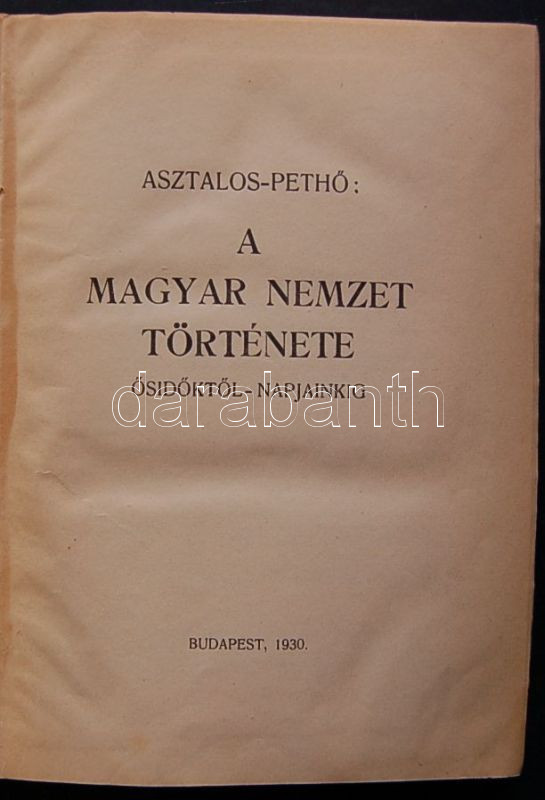 ASZTALOS-PETHŐ:
A
MAGYAR NEMZET
TÖRTÉNETE
ŐSIDŐKTŐL-NAPJAINKIG
darabanth
BUDAPEST, 1930.